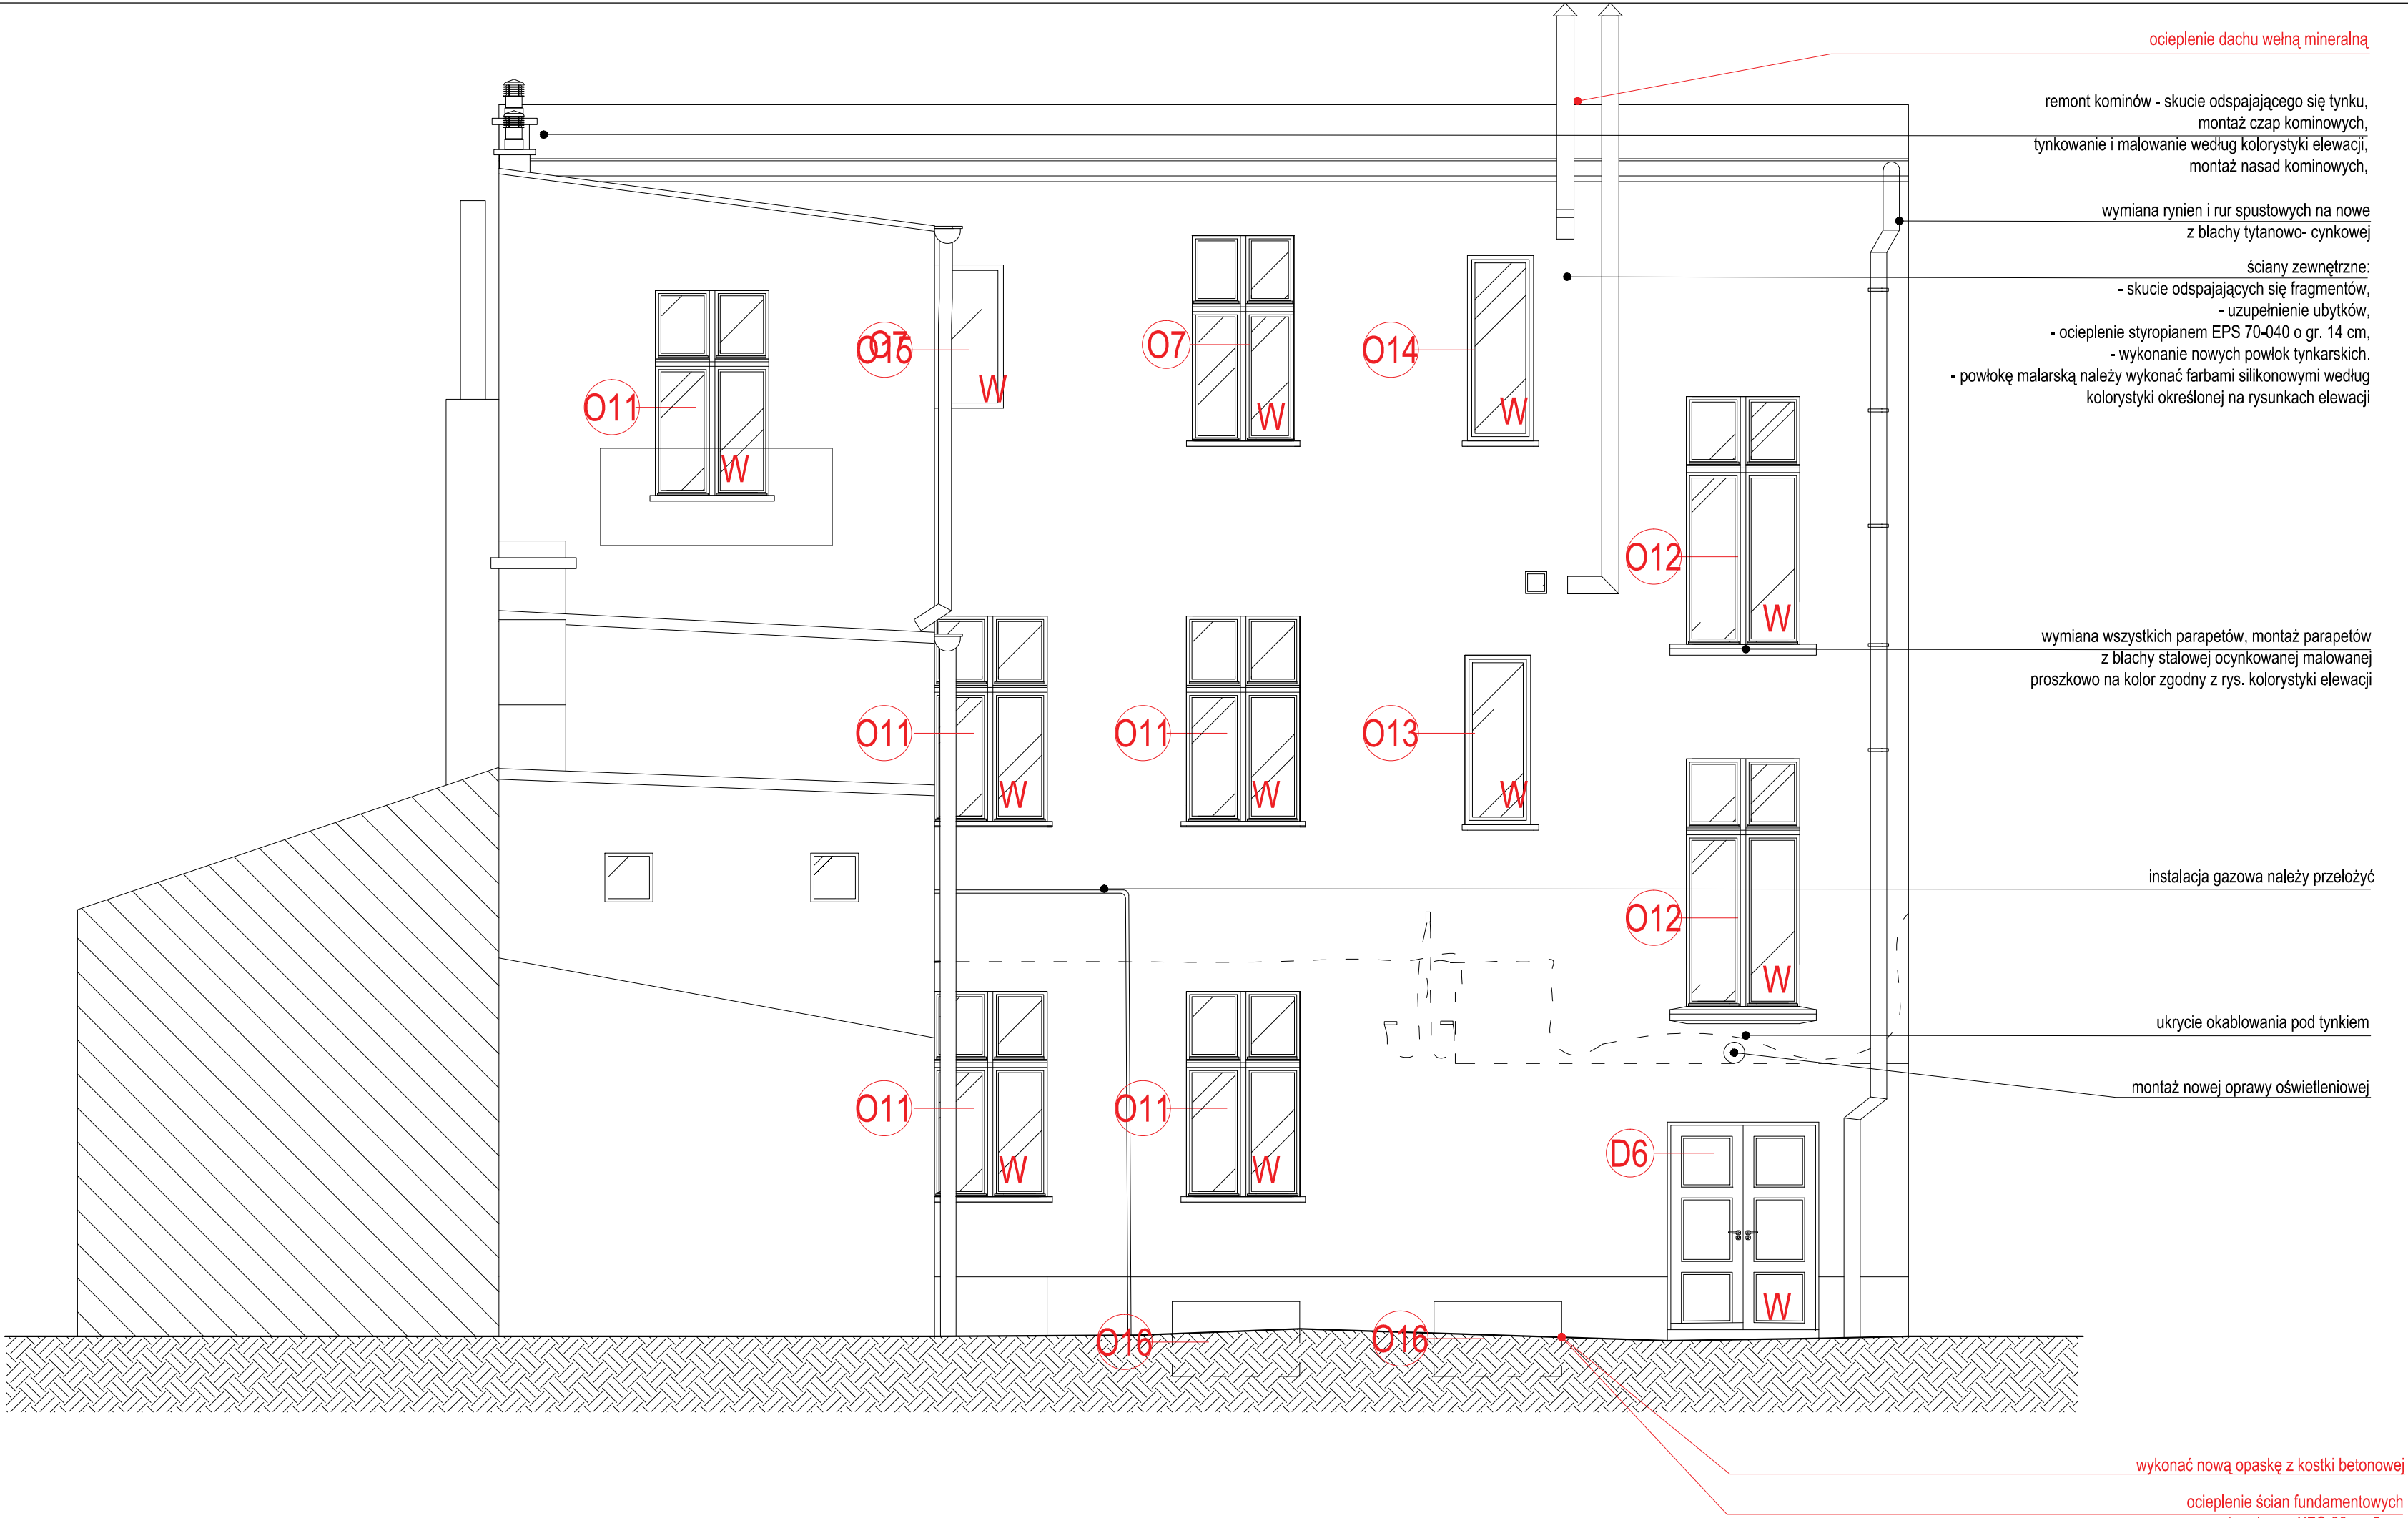 ocieplenie dachu wełną mineralną
remont kominów - skucie odspajającego się tynku,
montaż czap kominowych,
tynkowanie i malowanie według kolorystyki elewacji,
montaż nasad kominowych,
wymiana rynien i rur spustowych na nowe
z blachy tytanowo- cynkowej
ściany zewnętrzne:
- skucie odspajających się fragmentów,
- uzupełnienie ubytków,
- ocieplenie styropianem EPS 70-040 o gr. 14 cm,
- wykonanie nowych powłok tynkarskich.
- powłokę malarską należy wykonać farbami silikonowymi według
kolorystyki określonej na rysunkach elewacji
O7
O15
O7
O14
O11
W
W
W
W
O12
W
wymiana wszystkich parapetów, montaż parapetów
z blachy stalowej ocynkowanej malowanej
proszkowo na kolor zgodny z rys. kolorystyki elewacji
W
O11
O11
O13
W
W
W
instalacja gazowa należy przełożyć
O12
W
ukrycie okablowania pod tynkiem
montaż nowej oprawy oświetleniowej
O11
O11
D6
W
W
W
O16
O16
wykonać nową opaskę z kostki betonowej
ocieplenie ścian fundamentowych